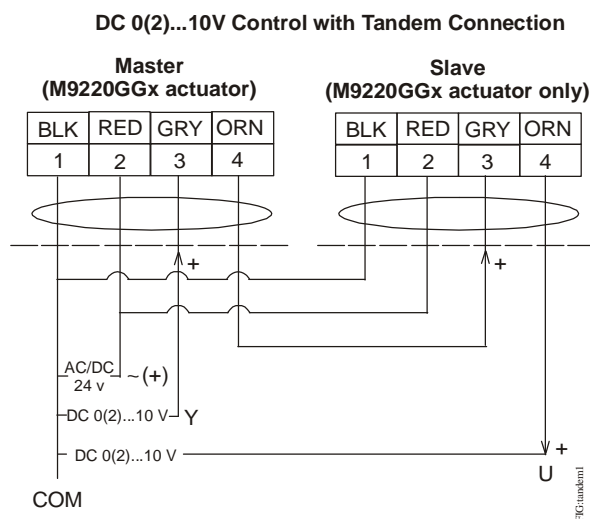 DC 0(2)...10V Control with Tandem Connection
Master
(M9220GGx actuator)
Slave
(M9220GGx actuator only)
BLK RED GRY ORN
1 2 3 4
BLK RED GRY ORN
1 2 3 4
+
+
AC/DC
24 v
~(+)
DC 0(2)...10 V Y
DC 0(2)...10 V
+
U
COM
FIG:tandem1